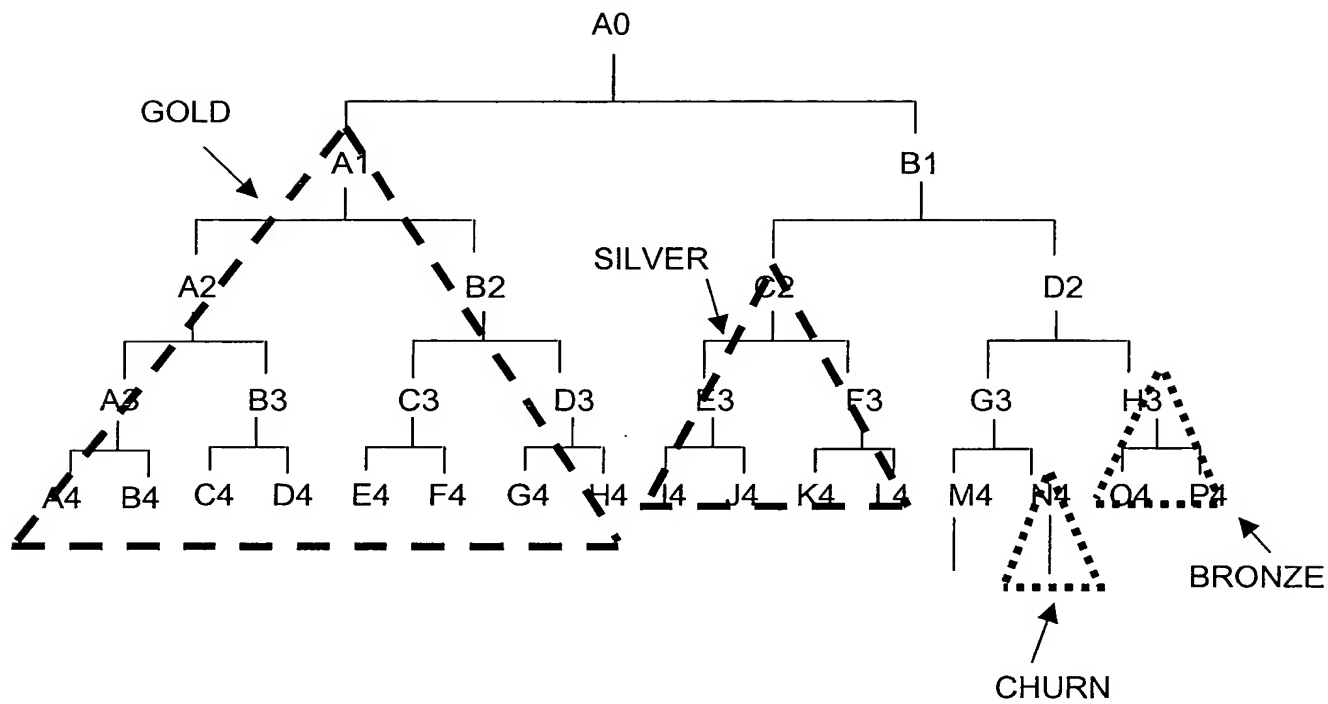 A0
GOLD
A1 B1
SILVER
A2 B2 C2 D2
A3 B3 C3 D3 E3 F3 G3 H3
A4 B4 C4 D4 E4 F4 G4 H4 I4 J4 K4 L4 M4 N4 O4 P4
BRONZE
CHURN